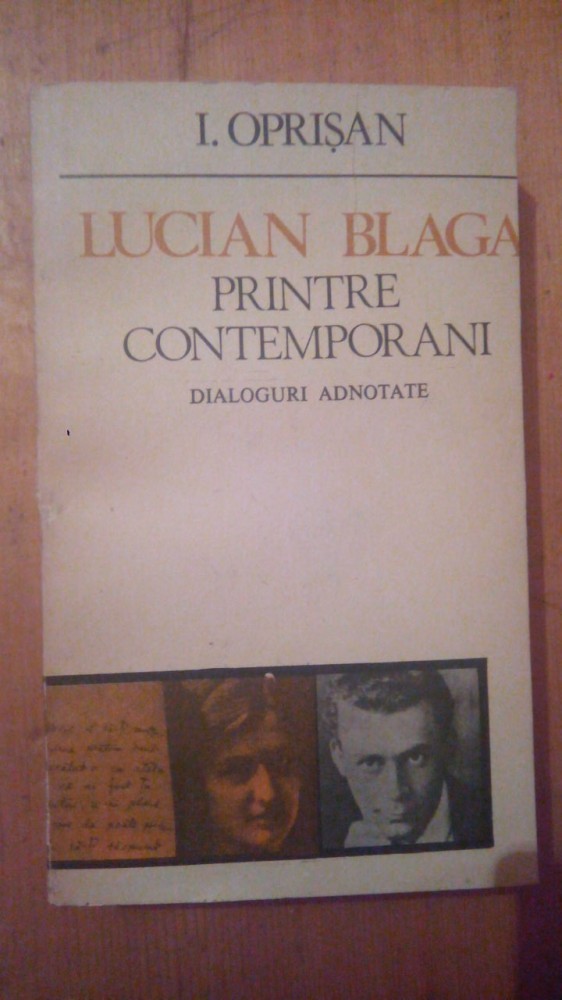 I. OPRIȘAN
LUCIAN BLAGA
PRINTRE
CONTEMPORANI
DIALOGURI ADNOTATE